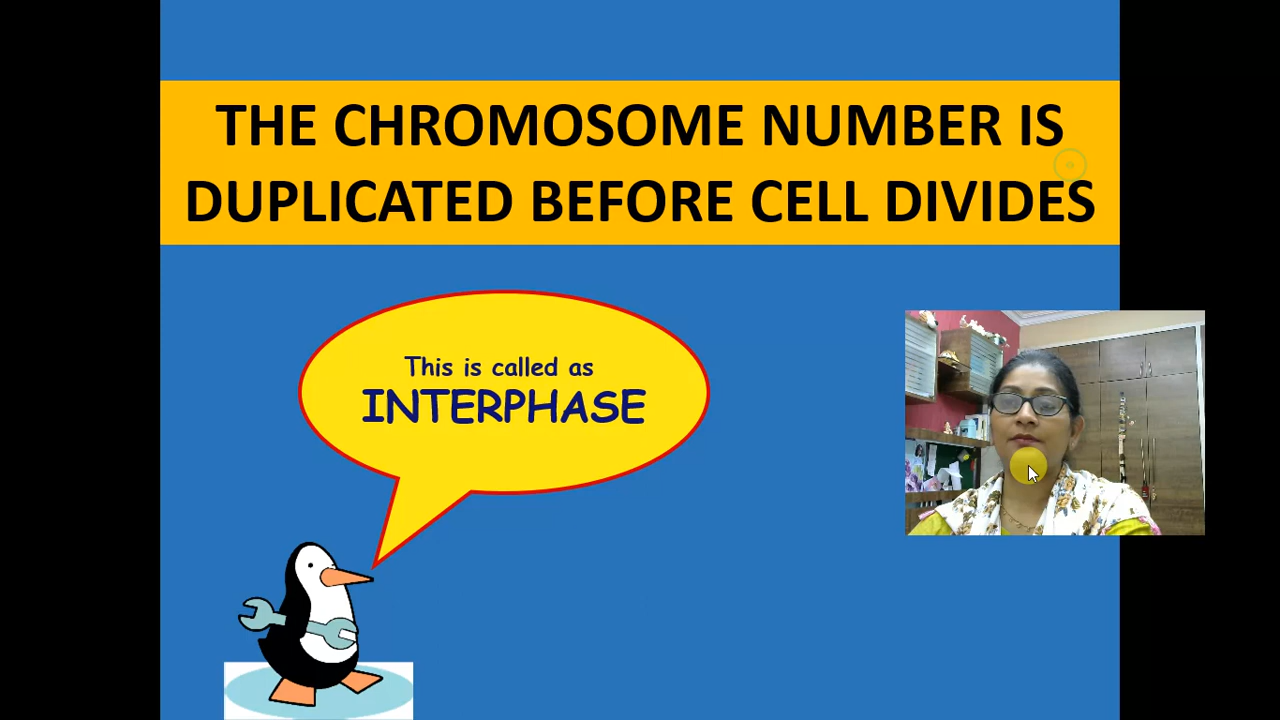 THE CHROMOSOME NUMBER IS
DUPLICATED BEFORE CELL DIVIDES
This is called as
INTERPHASE